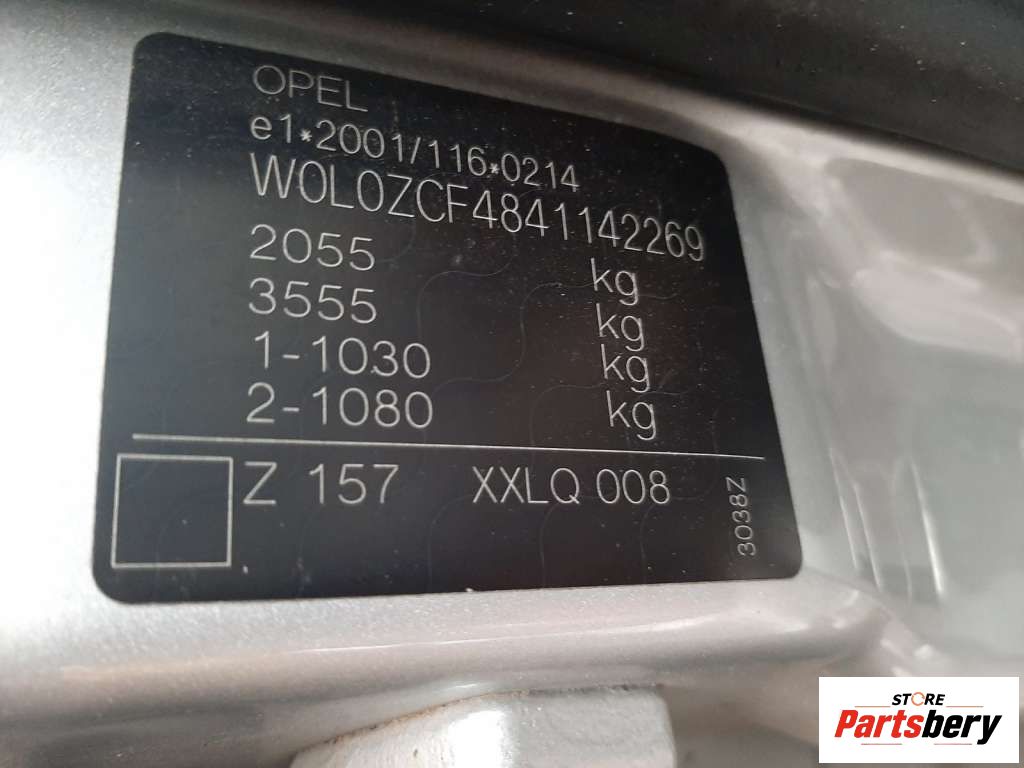 OPEL
e1*2001/116*0214
W0L0ZCF4841142269
2055 kg
3555 kg
1-1030 kg
2-1080 kg
Z 157 XXLQ 008
3038Z
STORE
Partsbery